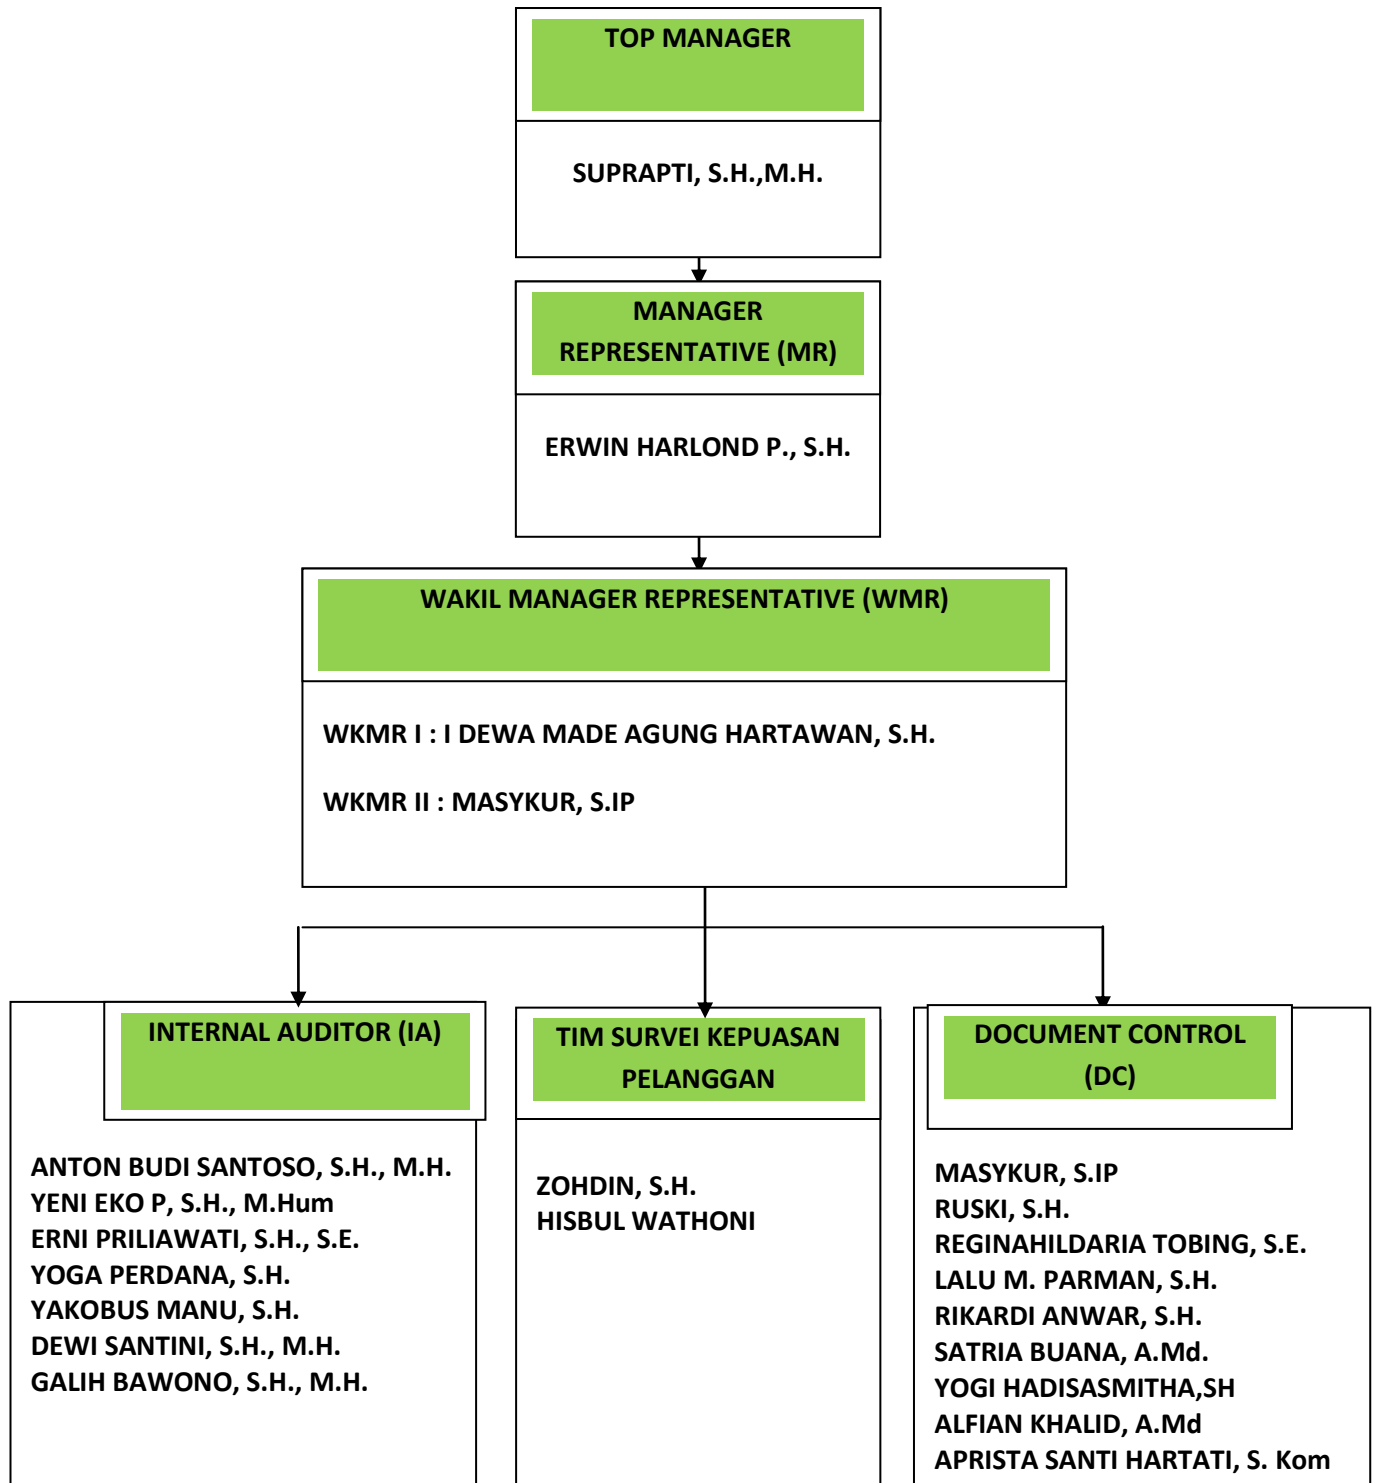 TOP MANAGER
SUPRAPTI, S.H.,M.H.
MANAGER
REPRESENTATIVE (MR)
ERWIN HARLOND P., S.H.
WAKIL MANAGER REPRESENTATIVE (WMR)
WKMR I : I DEWA MADE AGUNG HARTAWAN, S.H.
WKMR II : MASYKUR, S.IP
INTERNAL AUDITOR (IA)
ANTON BUDI SANTOSO, S.H., M.H.
YENI EKO P, S.H., M.Hum
ERNI PRILIAWATI, S.H., S.E.
YOGA PERDANA, S.H.
YAKOBUS MANU, S.H.
DEWI SANTINI, S.H., M.H.
GALIH BAWONO, S.H., M.H.
TIM SURVEI KEPUASAN
PELANGGAN
ZOHDIN, S.H.
HISBUL WATHONI
DOCUMENT CONTROL
(DC)
MASYKUR, S.IP
RUSKI, S.H.
REGINAHILDARIA TOBING, S.E.
LALU M. PARMAN, S.H.
RIKARDI ANWAR, S.H.
SATRIA BUANA, A.Md.
YOGI HADISASMITHA,SH
ALFIAN KHALID, A.Md
APRISTA SANTI HARTATI, S. Kom